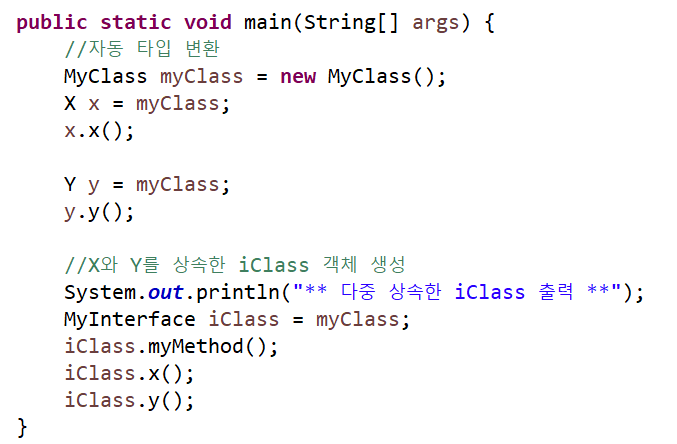 public static void main(String[] args) {
    //자동 타입 변환
    MyClass myClass = new MyClass();
    X x = myClass;
    x.x();

    Y y = myClass;
    y.y();

    //X와 Y를 상속한 iClass 객체 생성
    System.out.println("** 다중 상속한 iClass 출력 **");
    MyInterface iClass = myClass;
    iClass.myMethod();
    iClass.x();
    iClass.y();
}